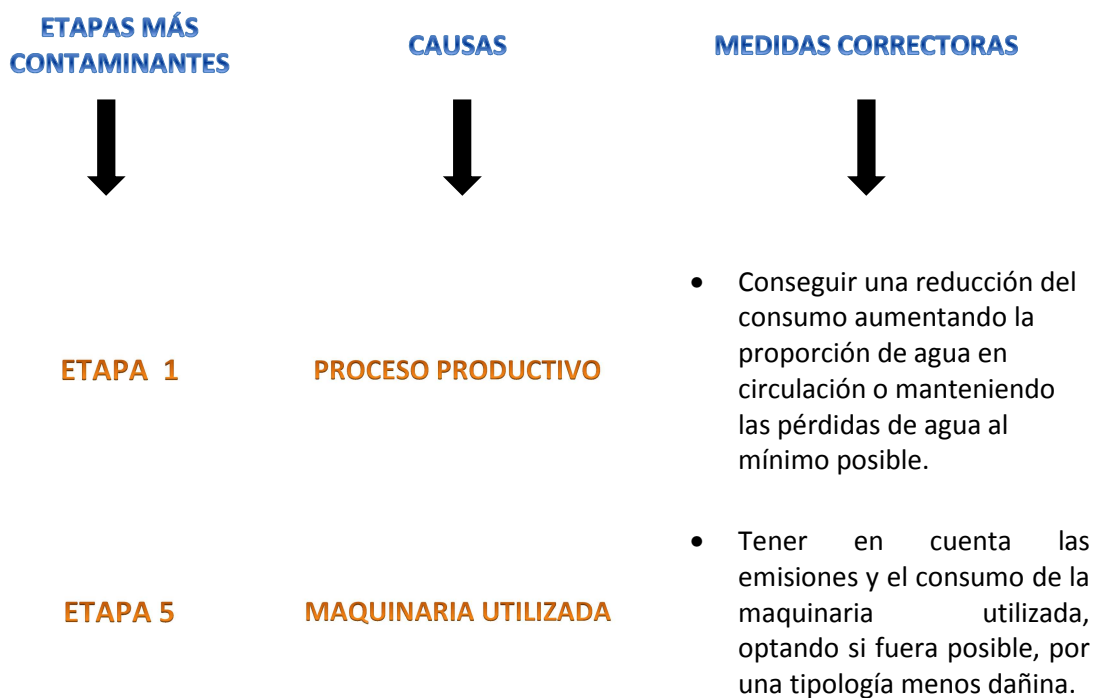 ETAPAS MÁS
CONTAMINANTES
CAUSAS
MEDIDAS CORRECTORAS
ETAPA 1
PROCESO PRODUCTIVO
• Conseguir una reducción del
consumo aumentando la
proporción de agua en
circulación o manteniendo
las pérdidas de agua al
mínimo posible.
ETAPA 5
MAQUINARIA UTILIZADA
• Tener en cuenta las
emisiones y el consumo de la
maquinaria utilizada,
optando si fuera posible, por
una tipología menos dañina.